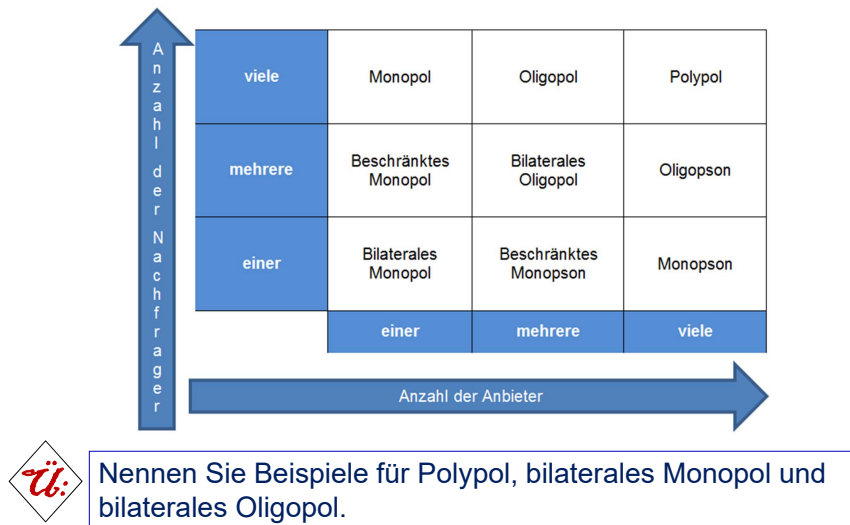 Anzahl der Nachfrager
viele
Monopol
Oligopol
Polypol
mehrere
Beschränktes
Monopol
Bilaterales
Oligopol
Oligopson
einer
Bilaterales
Monopol
Beschränktes
Monopson
Monopson
einer
mehrere
viele
Anzahl der Anbieter
Ü:
Nennen Sie Beispiele für Polypol, bilaterales Monopol und
bilaterales Oligopol.